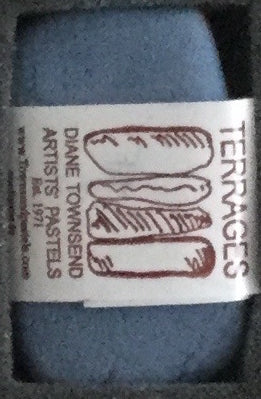 TERRAGES
DIANE TOWNSEND
ARTISTS' PASTELS
Est. 1971